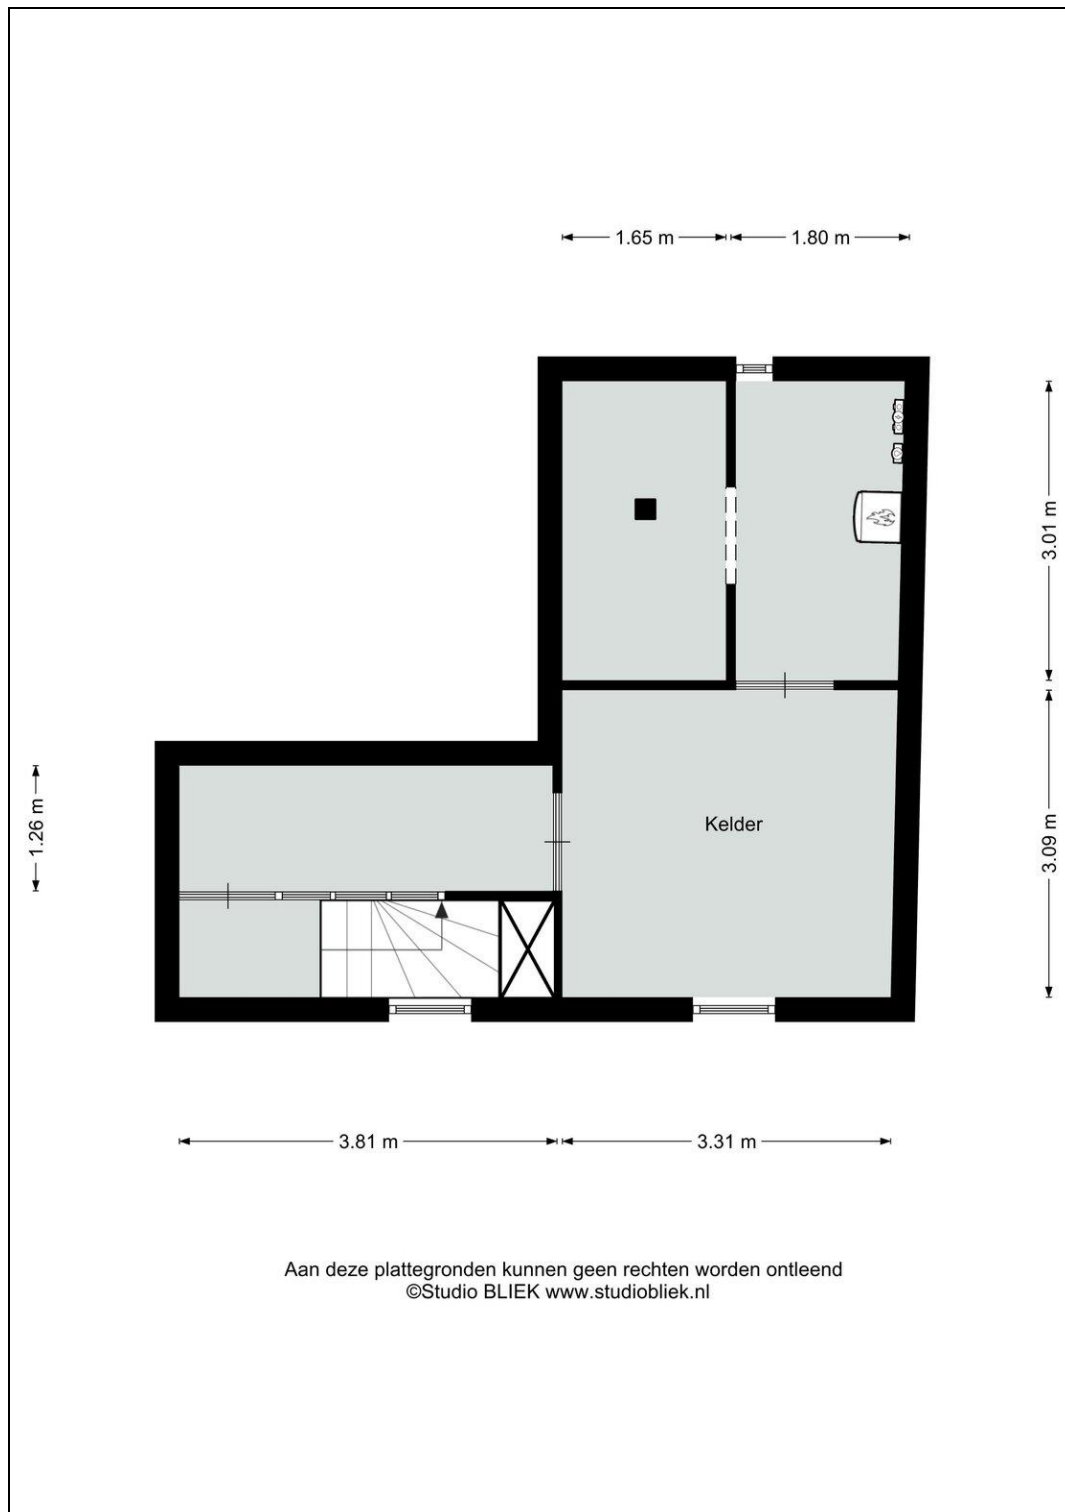 1.65 m
1.80 m
3.01 m
1.26 m
Kelder
3.09 m
3.81 m
3.31 m
Aan deze plattegronden kunnen geen rechten worden ontleend
©Studio BLIEK www.studiobliek.nl